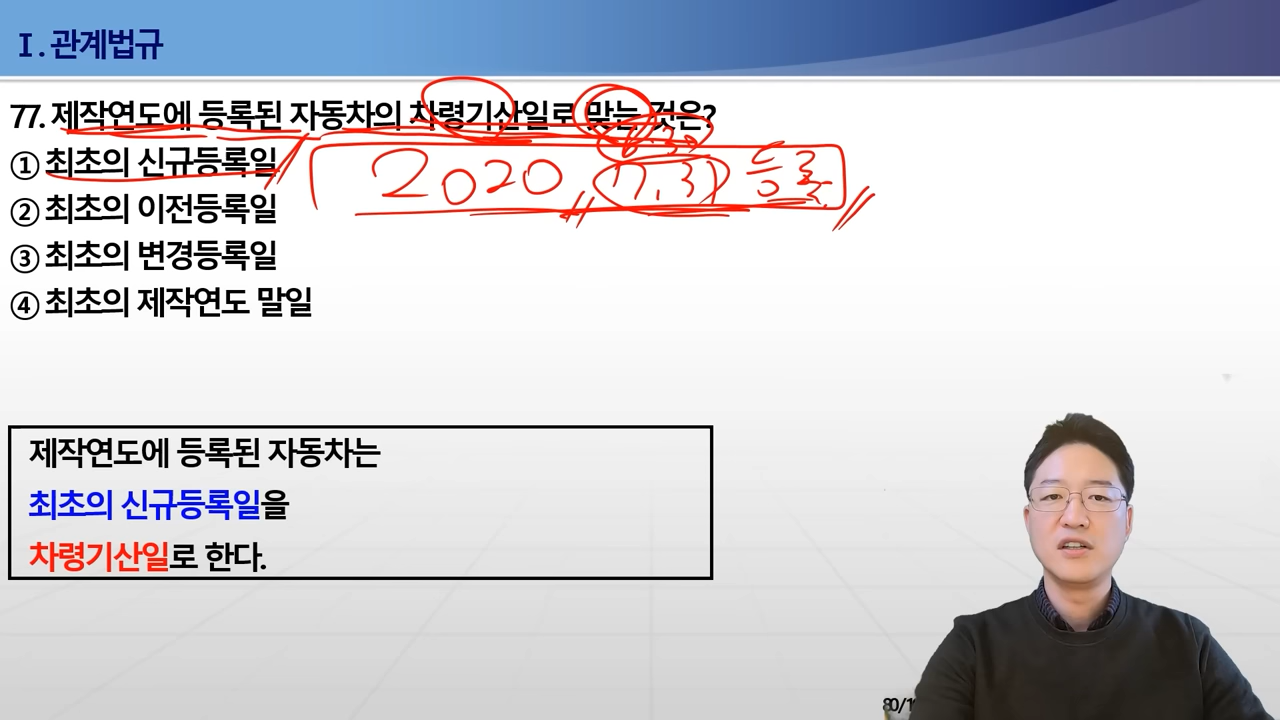 Ⅰ. 관계법규
77. 제작연도에 등록된 자동차의 차령기산일로 맞는 것은?
① 최초의 신규등록일
2020. 등록
② 최초의 이전등록일
③ 최초의 변경등록일
④ 최초의 제작연도 말일
제작연도에 등록된 자동차는
최초의 신규등록일을
차령기산일로 한다.